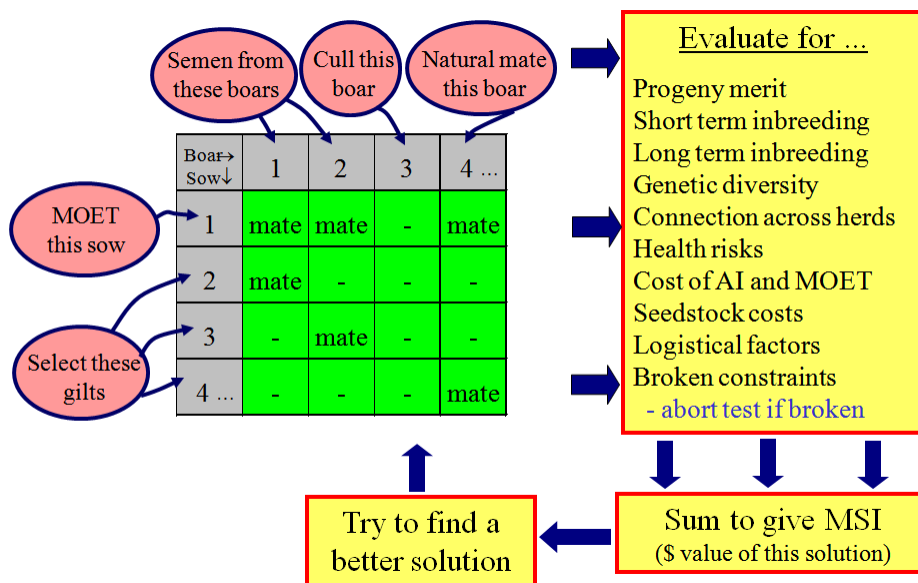 Semen from
these boars
Cull this
boar
Natural mate
this boar
Boar→
Sow↓
1
2
3
4 ...
MOET
this sow
1
mate
mate
-
mate
2
mate
-
-
-
Select these
gilts
3
-
mate
-
-
4 ...
-
-
-
mate
Evaluate for ...
Progeny merit
Short term inbreeding
Long term inbreeding
Genetic diversity
Connection across herds
Health risks
Cost of AI and MOET
Seedstock costs
Logistical factors
Broken constraints
- abort test if broken
Sum to give MSI
($ value of this solution)
Try to find a
better solution